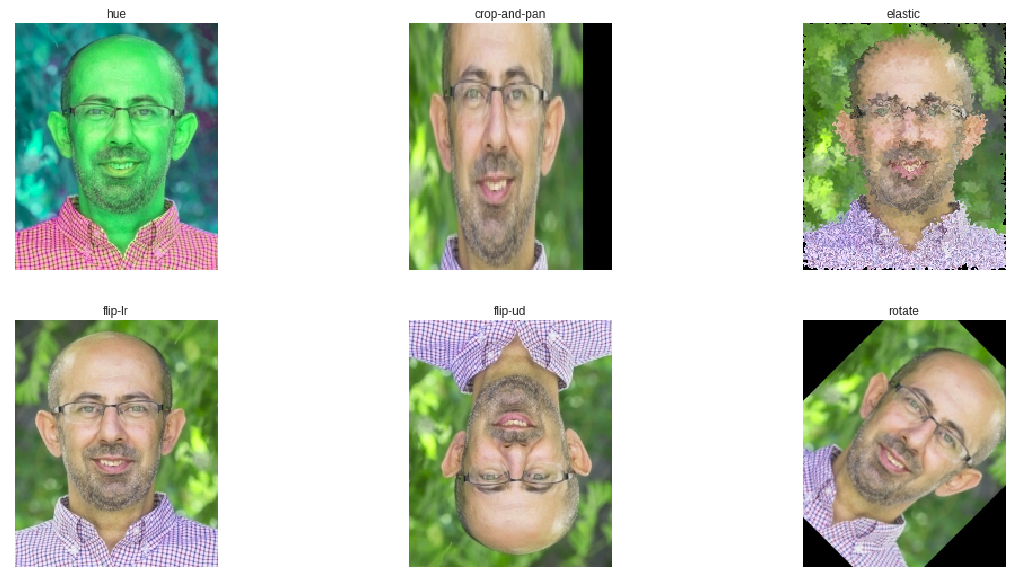 hue
crop-and-pan
elastic
flip-lr
flip-ud
rotate